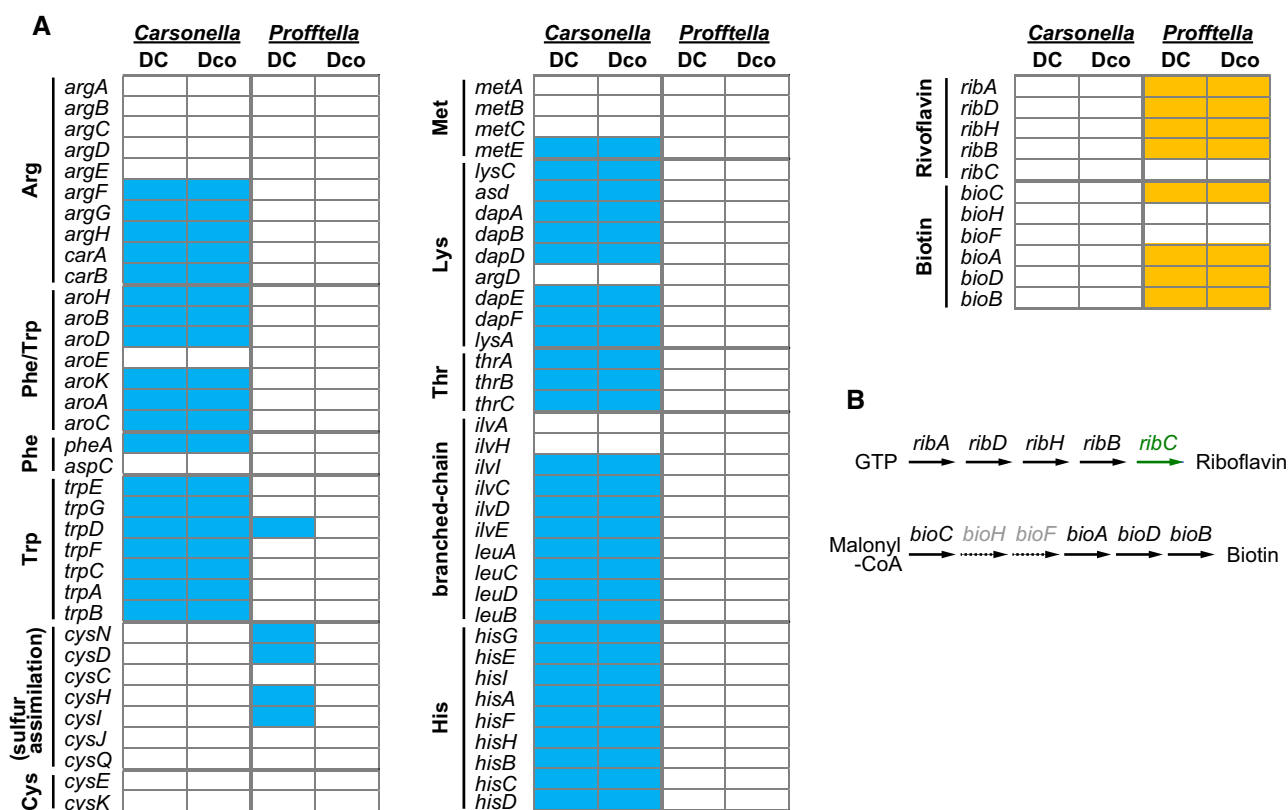 A
Carsonella Profftella
DC Dco DC Dco
Arg
argA
argB
argC
argD
argE
argF
argG
argH
carA
carB
Phe/Trp
aroH
aroB
aroD
aroE
aroK
aroA
aroC
Phe
pheA
aspC
Trp
trpE
trpG
trpD
trpF
trpC
trpA
trpB
(sulfur
assimilation)
cysN
cysD
cysC
cysH
cysI
cysJ
cysQ
Cys
cysE
cysK
Carsonella Profftella
DC Dco DC Dco
Met
metA
metB
metC
metE
Lys
lysC
asd
dapA
dapB
dapD
argD
dapE
dapF
lysA
Thr
thrA
thrB
thrC
branched-chain
ilvA
ilvH
ilvI
ilvC
ilvD
ilvE
leuA
leuC
leuD
leuB
His
hisG
hisE
hisI
hisA
hisF
hisH
hisB
hisC
hisD
Carsonella Profftella
DC Dco DC Dco
Rivoflavin
ribA
ribD
ribH
ribB
ribC
Biotin
bioC
bioH
bioF
bioA
bioD
bioB
B
ribA ribD ribH ribB ribC
GTP Riboflavin
bioC bioH bioF bioA bioD bioB
Malonyl
-CoA Biotin